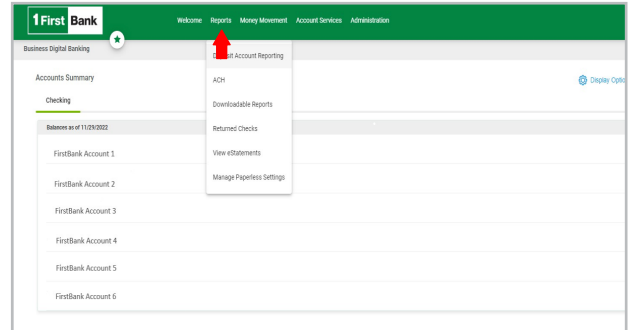 1 First Bank
Welcome Reports Money Movement Account Services Administration
Business Digital Banking
Account Reporting
Accounts Summary
Display Optio
ACH
Checking
Downloadable Reports
Balances as of 11/29/2022
Returned Checks
FirstBank Account 1
View eStatements
Manage Paperless Settings
FirstBank Account 2
FirstBank Account 3
FirstBank Account 4
FirstBank Account 5
FirstBank Account 6